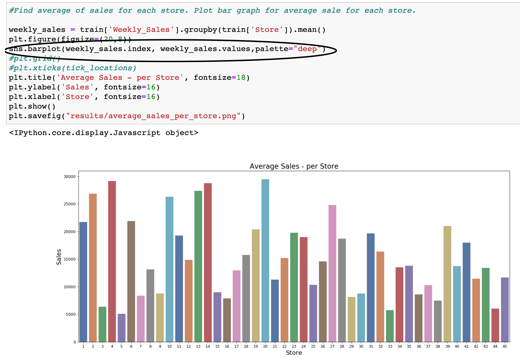 #Find average of sales for each store. Plot bar graph for average sale for each store.
weekly_sales = train['Weekly_Sales'].groupby(train['Store']).mean()
plt.figure(figsize=(20,8))
sns.barplot(weekly_sales.index, weekly_sales.values,palette="deep")
#plt.grid()
#plt.xticks(tick_locations)
plt.title('Average Sales - per Store', fontsize=18)
plt.ylabel('Sales', fontsize=16)
plt.xlabel('Store', fontsize=16)
plt.show()
plt.savefig("results/average_sales_per_store.png")
<IPython.core.display.Javascript object>
Average Sales - per Store
30000
25000
20000
15000
10000
5000
0
Sales
1 2 3 4 5 6 7 8 9 10 11 12 13 14 15 16 17 18 19 20 21 22 23 24 25 26 27 28 29 30 31 32 33 34 35 36 37 38 39 40 41 42 43 44 45
Store